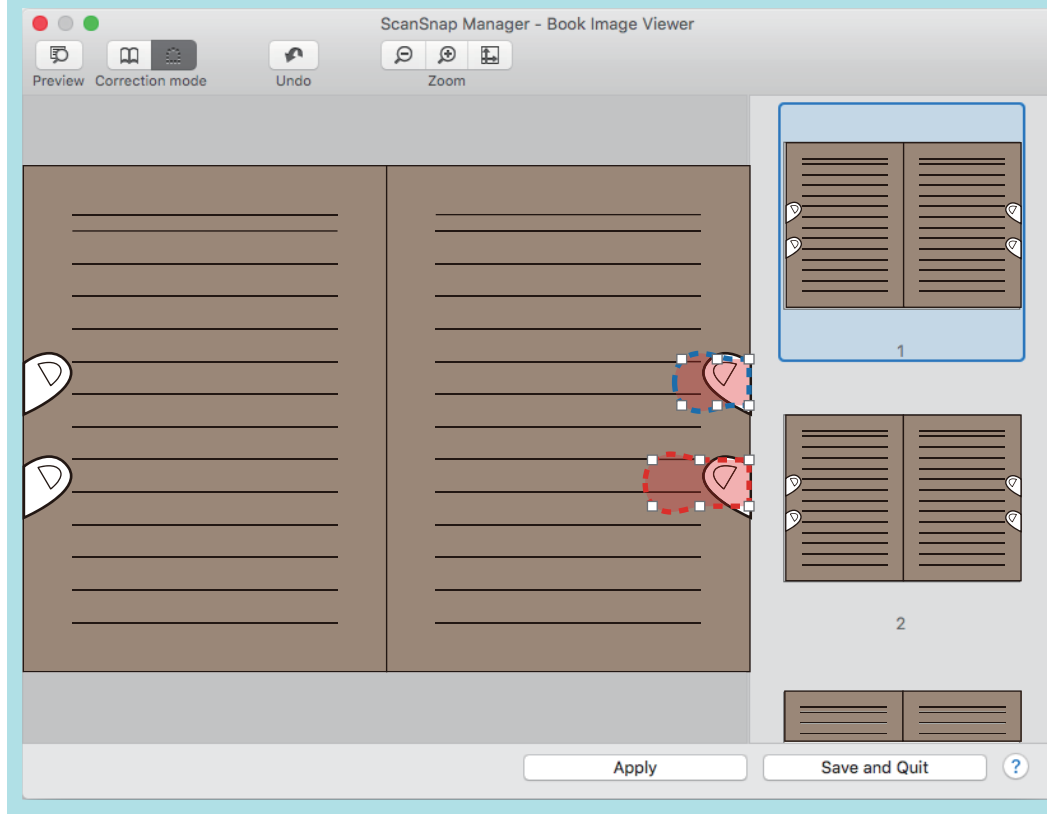 ScanSnap Manager - Book Image Viewer
Preview Correction mode Undo Zoom
1
2
Apply Save and Quit ?